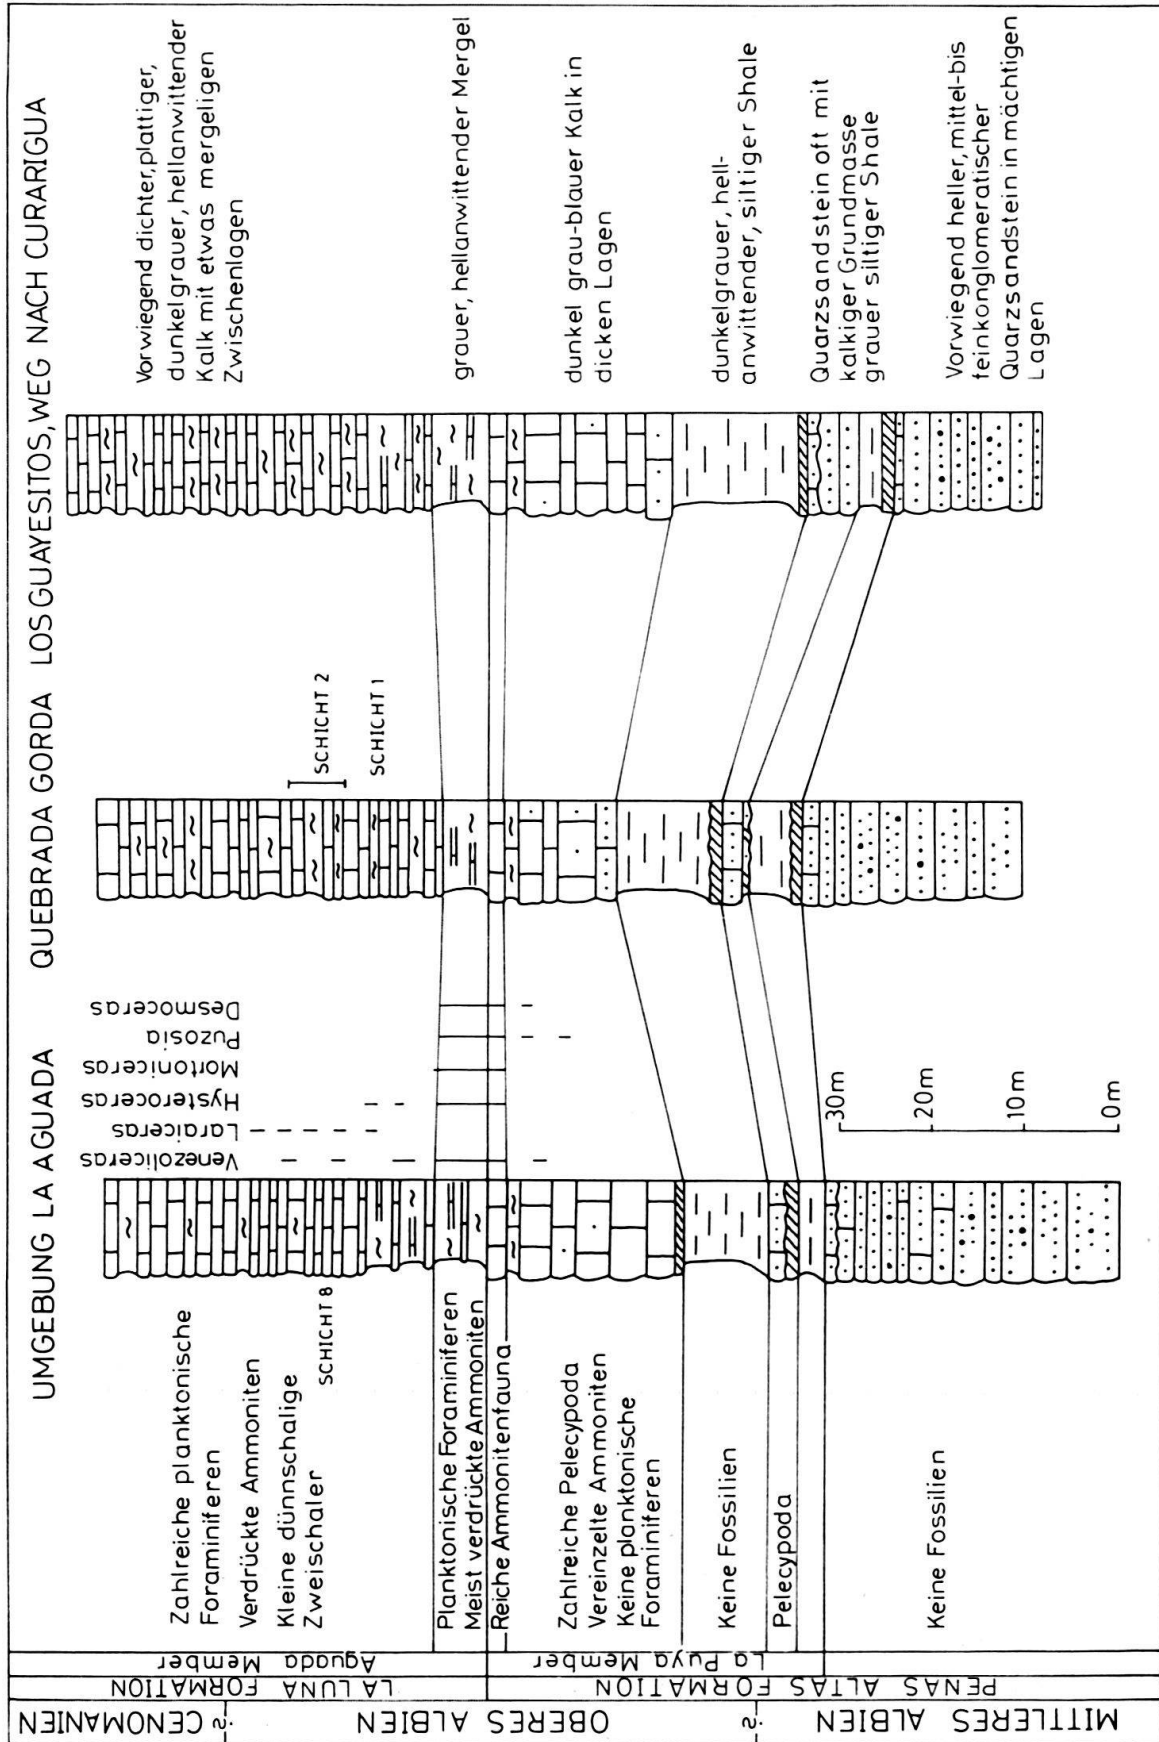 UMGEBUNG LA AGUADA
QUEBRADA GORDA
LOS GUAYESITOS, WEG NACH CURARIGUA
CENOMANIEN
?
OBERES ALBIEN
?
MITTLERES ALBIEN
LA LUNA FORMATION
PENAS ALTAS FORMATION
Aguada Member
La Puya Member
Zahlreiche planktonische
Foraminiferen
Verdrückte Ammoniten
Kleine dünnschalige
Zweischaler
SCHICHT 8
Planktonische Foraminiferen
Meist verdrückte Ammoniten
Reiche Ammonitenfauna
Zahlreiche Pelecypoda
Vereinzelte Ammoniten
Keine planktonische
Foraminiferen
Keine Fossilien
Pelecypoda
Keine Fossilien
Venezoliceras
Laraiceras
Hysteroceras
Mortoniceras
Puzosia
Desmoceras
30m
20m
10m
0m
SCHICHT 2
SCHICHT 1
Vorwiegend dichter, plattiger,
dunkelgrauer, hellanwittender
Kalk mit etwas mergeligen
Zwischenlagen
grauer, hellanwittender Mergel
dunkel grau-blauer Kalk in
dicken Lagen
dunkelgrauer, hell-
anwittender, siltiger Shale
Quarzsandstein oft mit
kalkiger Grundmasse
grauer siltiger Shale
Vorwiegend heller, mittel-bis
feinkonglomeratischer
Quarzsandstein in mächtigen
Lagen